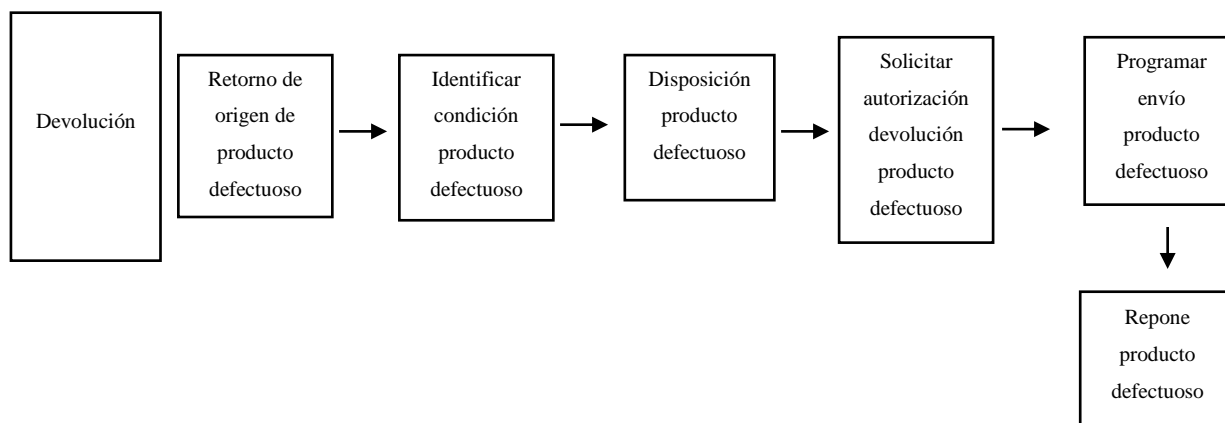 Devolución
Retorno de
origen de
producto
defectuoso
Identificar
condición
producto
defectuoso
Disposición
producto
defectuoso
Solicitar
autorización
devolución
producto
defectuoso
Programar
envío
producto
defectuoso
Repone
producto
defectuoso